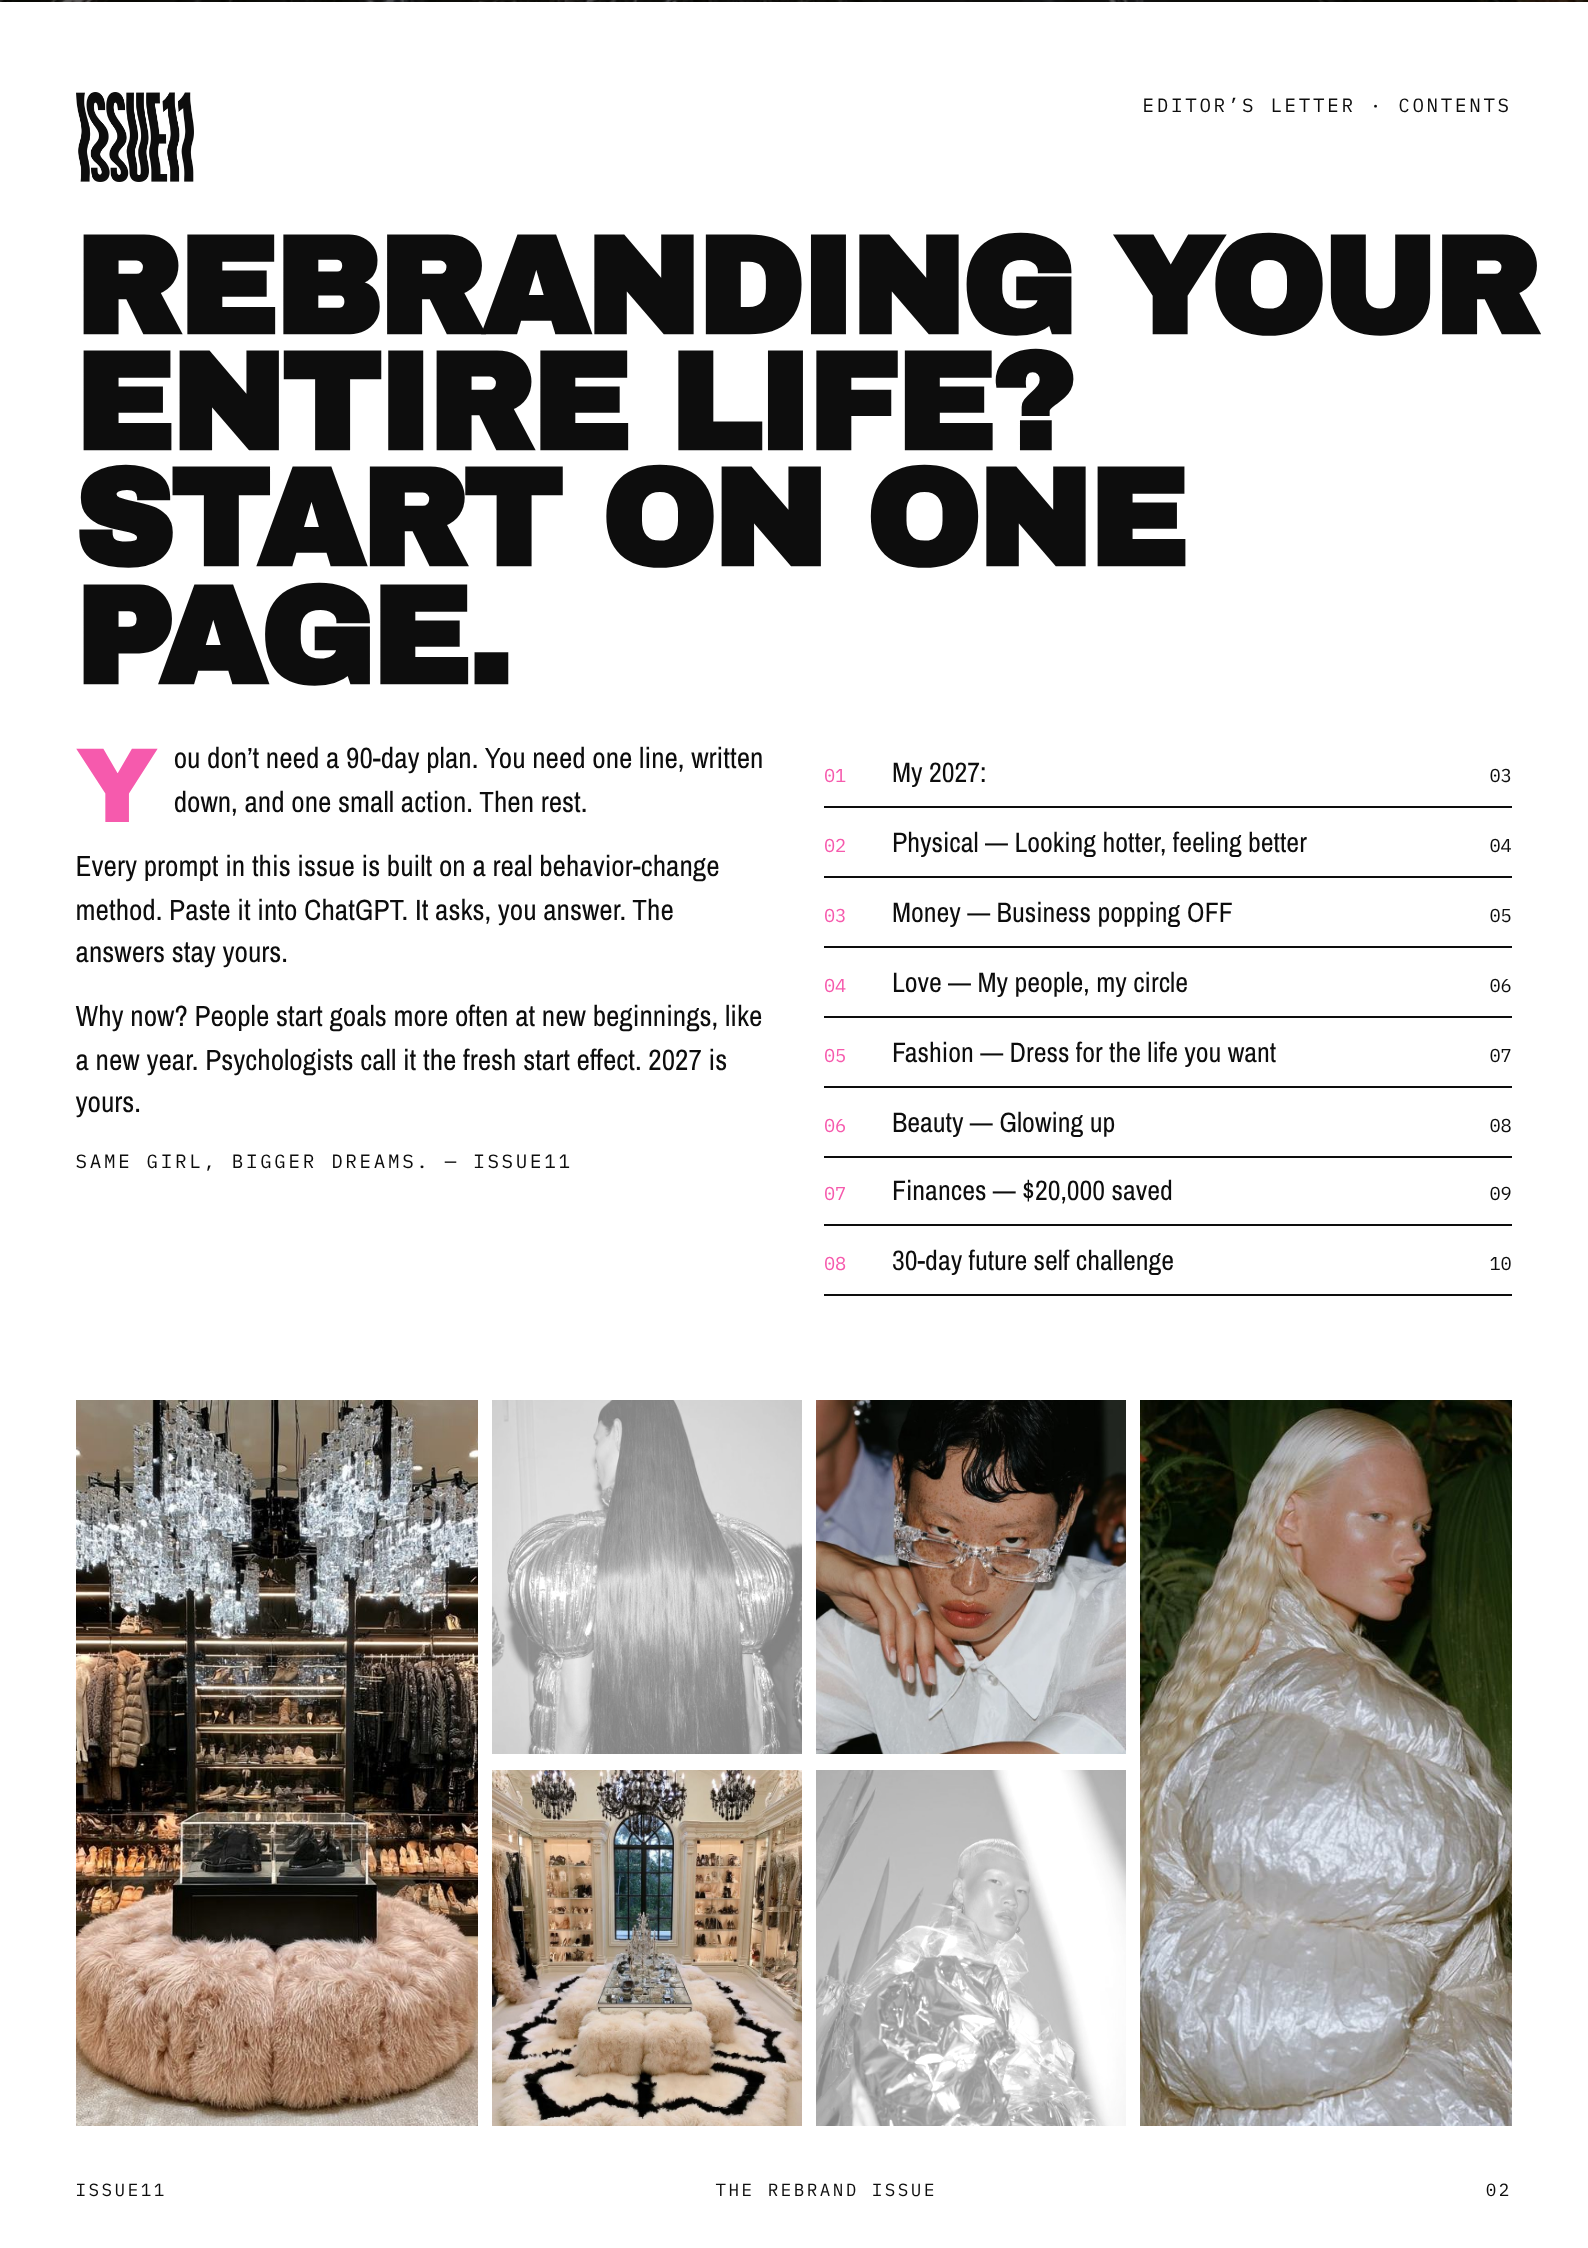 ISSUE11
EDITOR’S LETTER · CONTENTS
REBRANDING YOUR
ENTIRE LIFE?
START ON ONE
PAGE.
You don’t need a 90-day plan. You need one line, written
down, and one small action. Then rest.
Every prompt in this issue is built on a real behavior-change
method. Paste it into ChatGPT. It asks, you answer. The
answers stay yours.
Why now? People start goals more often at new beginnings, like
a new year. Psychologists call it the fresh start effect. 2027 is
yours.
SAME GIRL, BIGGER DREAMS. — ISSUE11
01 My 2027: 03
02 Physical — Looking hotter, feeling better 04
03 Money — Business popping OFF 05
04 Love — My people, my circle 06
05 Fashion — Dress for the life you want 07
06 Beauty — Glowing up 08
07 Finances — $20,000 saved 09
08 30-day future self challenge 10
ISSUE11 THE REBRAND ISSUE 02